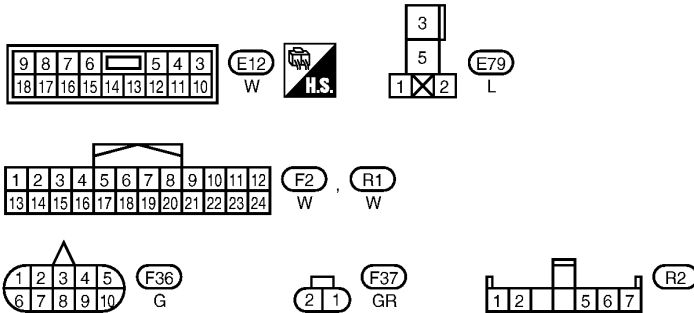 9 8 7 6 5 4 3 E12
18 17 16 15 14 13 12 11 10 W
H.S.
3
5 E79
1 2 L
1 2 3 4 5 6 7 8 9 10 11 12 F2 , R1
13 14 15 16 17 18 19 20 21 22 23 24 W W
1 2 3 4 5 F36
6 7 8 9 10 G
2 1 F37
GR
1 2 5 6 7 R2